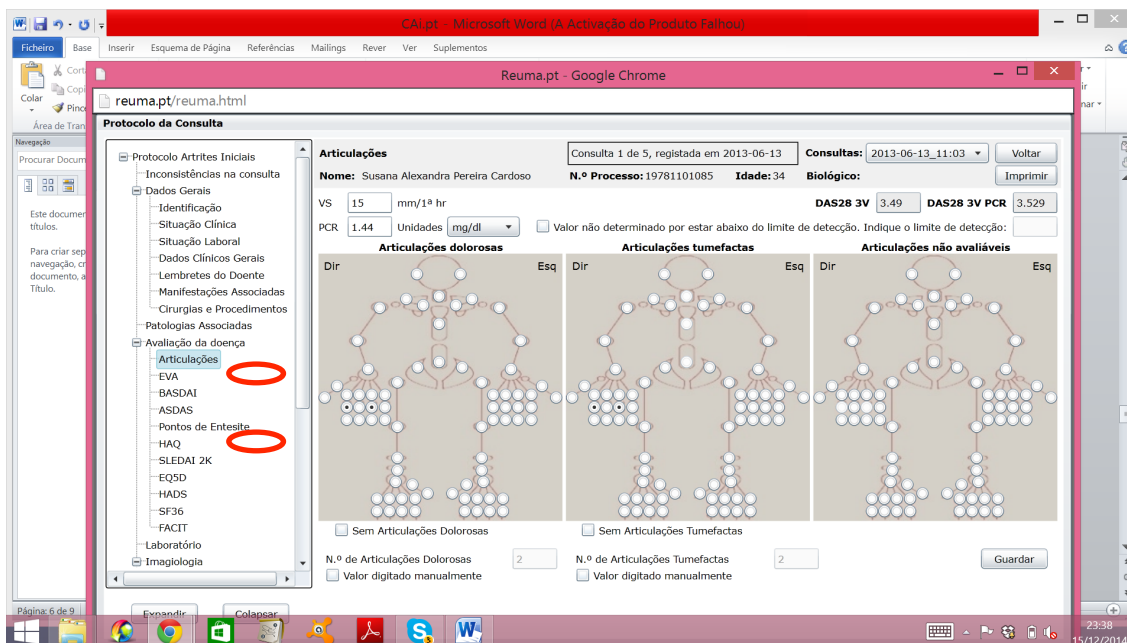 CAi.pt - Microsoft Word (A Activação do Produto Falhou)
Ficheiro Base Inserir Esquema de Página Referências Mailings Rever Ver Suplementos
Colar
Área de Tran
Navegação
Procurar Docum
Este documen
títulos.
Para criar sep
navegação, cr
documento, a
Título.
Página: 6 de 9
Reuma.pt - Google Chrome
reuma.pt/reuma.html
Protocolo da Consulta
Protocolo Artrites Iniciais
Inconsistências na consulta
Dados Gerais
Identificação
Situação Clínica
Situação Laboral
Dados Clínicos Gerais
Lembretes do Doente
Manifestações Associadas
Cirurgias e Procedimentos
Patologias Associadas
Avaliação da doença
Articulações
EVA
BASDAI
ASDAS
Pontos de Entesite
HAQ
SLEDAI 2K
EQ5D
HADS
SF36
FACIT
Laboratório
Imagiologia
Expandir Colapsar
Articulações Consulta 1 de 5, registada em 2013-06-13 Consultas: 2013-06-13_11:03 Voltar
Nome: Susana Alexandra Pereira Cardoso N.º Processo: 19781101085 Idade: 34 Biológico: Imprimir
VS 15 mm/1ª hr DAS28 3V 3.49 DAS28 3V PCR 3.529
PCR 1.44 Unidades mg/dl Valor não determinado por estar abaixo do limite de detecção. Indique o limite de detecção:
Articulações dolorosas Articulações tumefactas Articulações não avaliáveis
Dir Esq Dir Esq Dir Esq
Sem Articulações Dolorosas Sem Articulações Tumefactas
N.º de Articulações Dolorosas 2 N.º de Articulações Tumefactas 2 Guardar
Valor digitado manualmente Valor digitado manualmente
23:38
15/12/2014